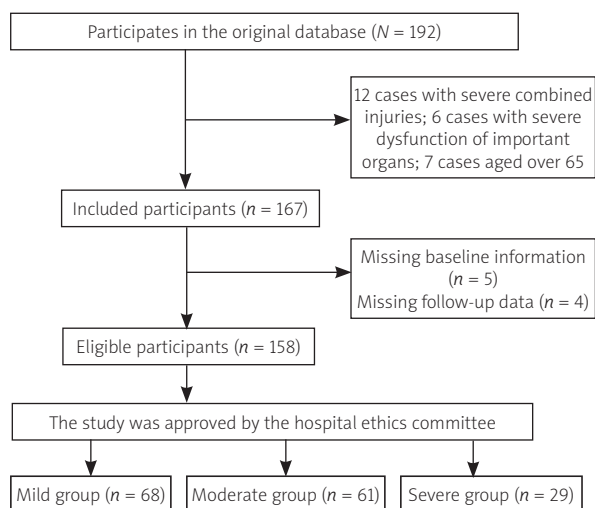 Participates in the original database (N = 192)
12 cases with severe combined
injuries; 6 cases with severe
dysfunction of important
organs; 7 cases aged over 65
Included participants (n = 167)
Missing baseline information
(n = 5)
Missing follow-up data (n = 4)
Eligible participants (n = 158)
The study was approved by the hospital ethics committee
Mild group (n = 68)
Moderate group (n = 61)
Severe group (n = 29)